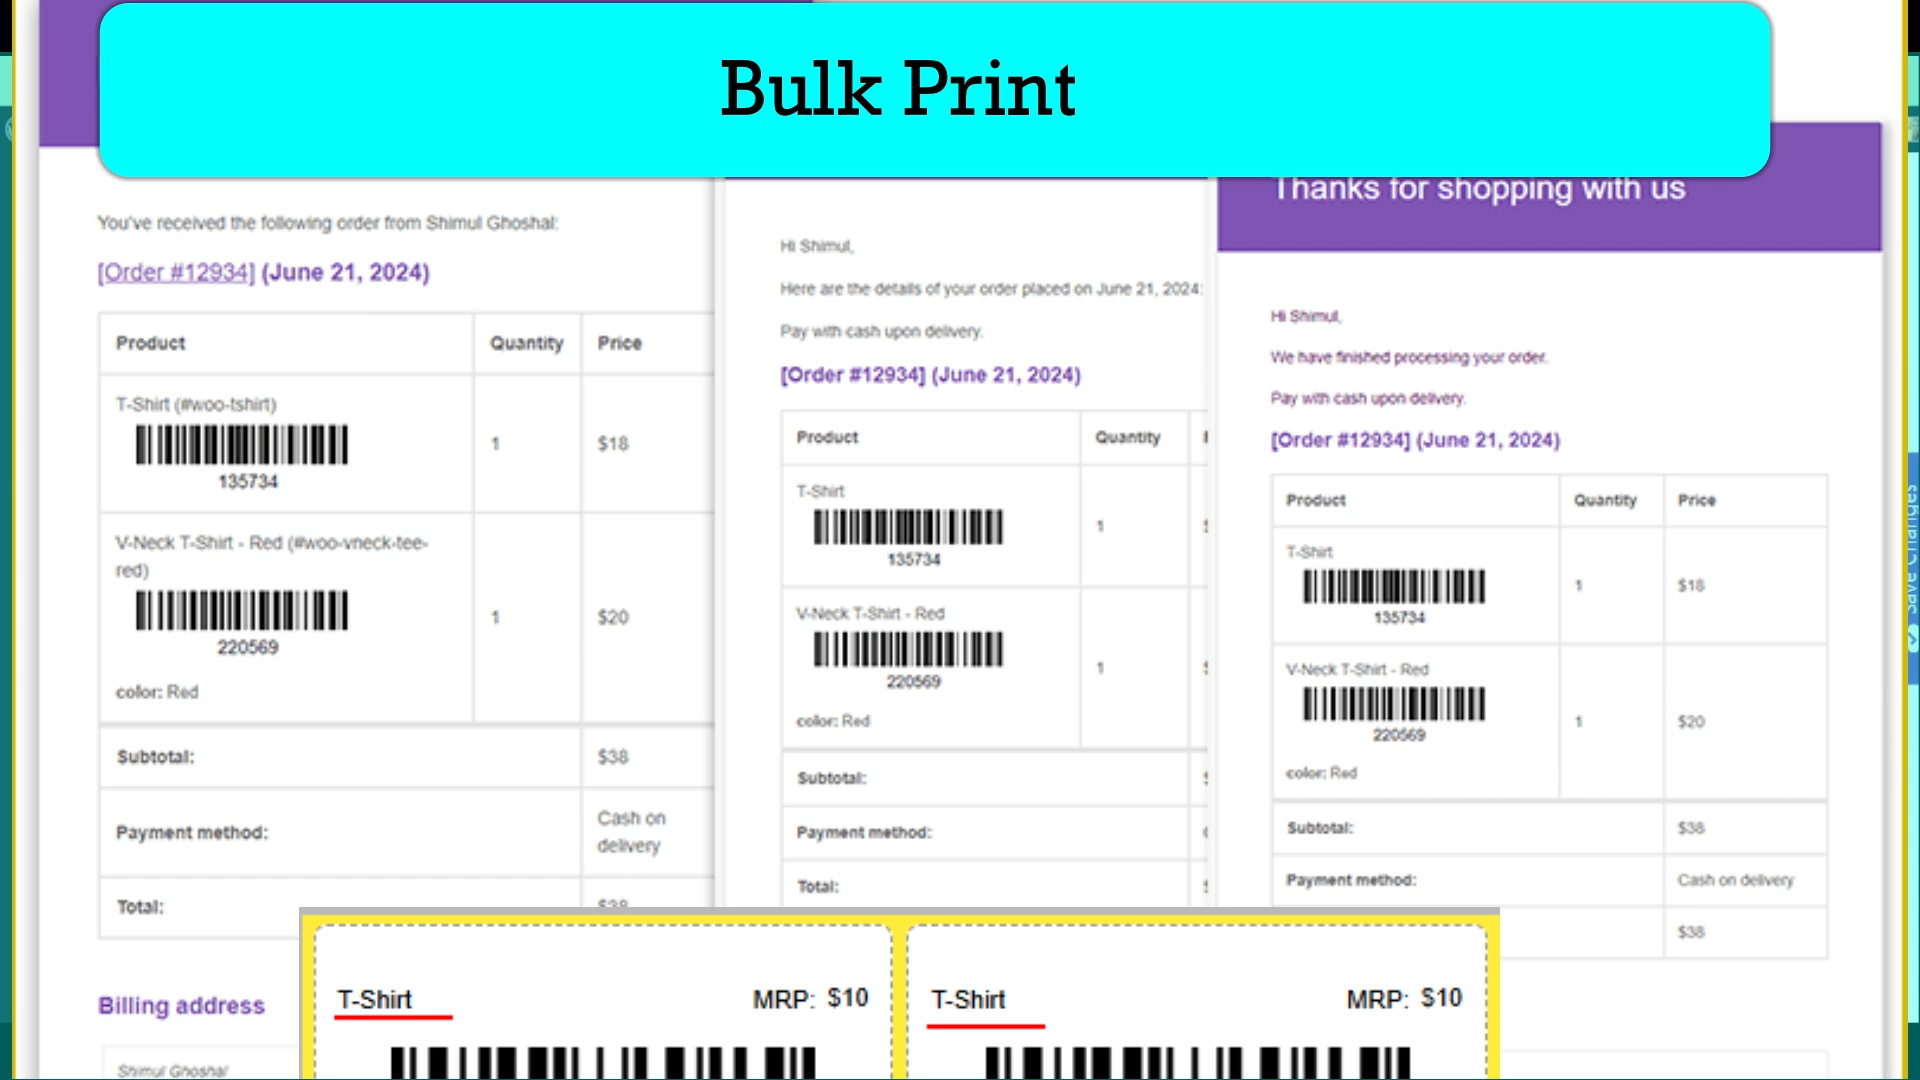 Bulk Print
You've received the following order from Shimul Ghoshal:
[Order #12934] (June 21, 2024)
Product Quantity Price
T-Shirt (#woo-tshirt)
135734
1 $18
V-Neck T-Shirt - Red (#woo-vneck-tee-
red)
220569
1 $20
color: Red
Subtotal: $38
Payment method: Cash on
delivery
Total: $38
Billing address
Shimul Ghoshal
Hi Shimul,
Here are the details of your order placed on June 21, 2024:
Pay with cash upon delivery.
[Order #12934] (June 21, 2024)
Product Quantity
T-Shirt
135734
1
V-Neck T-Shirt - Red
220569
1
color: Red
Subtotal:
Payment method:
Total:
Thanks for shopping with us
Hi Shimul,
We have finished processing your order.
Pay with cash upon delivery.
[Order #12934] (June 21, 2024)
Product Quantity Price
T-Shirt
135734
1 $18
V-Neck T-Shirt - Red
220569
1 $20
color: Red
Subtotal: $38
Payment method: Cash on delivery
$38
T-Shirt MRP: $10
T-Shirt MRP: $10
Save Changes